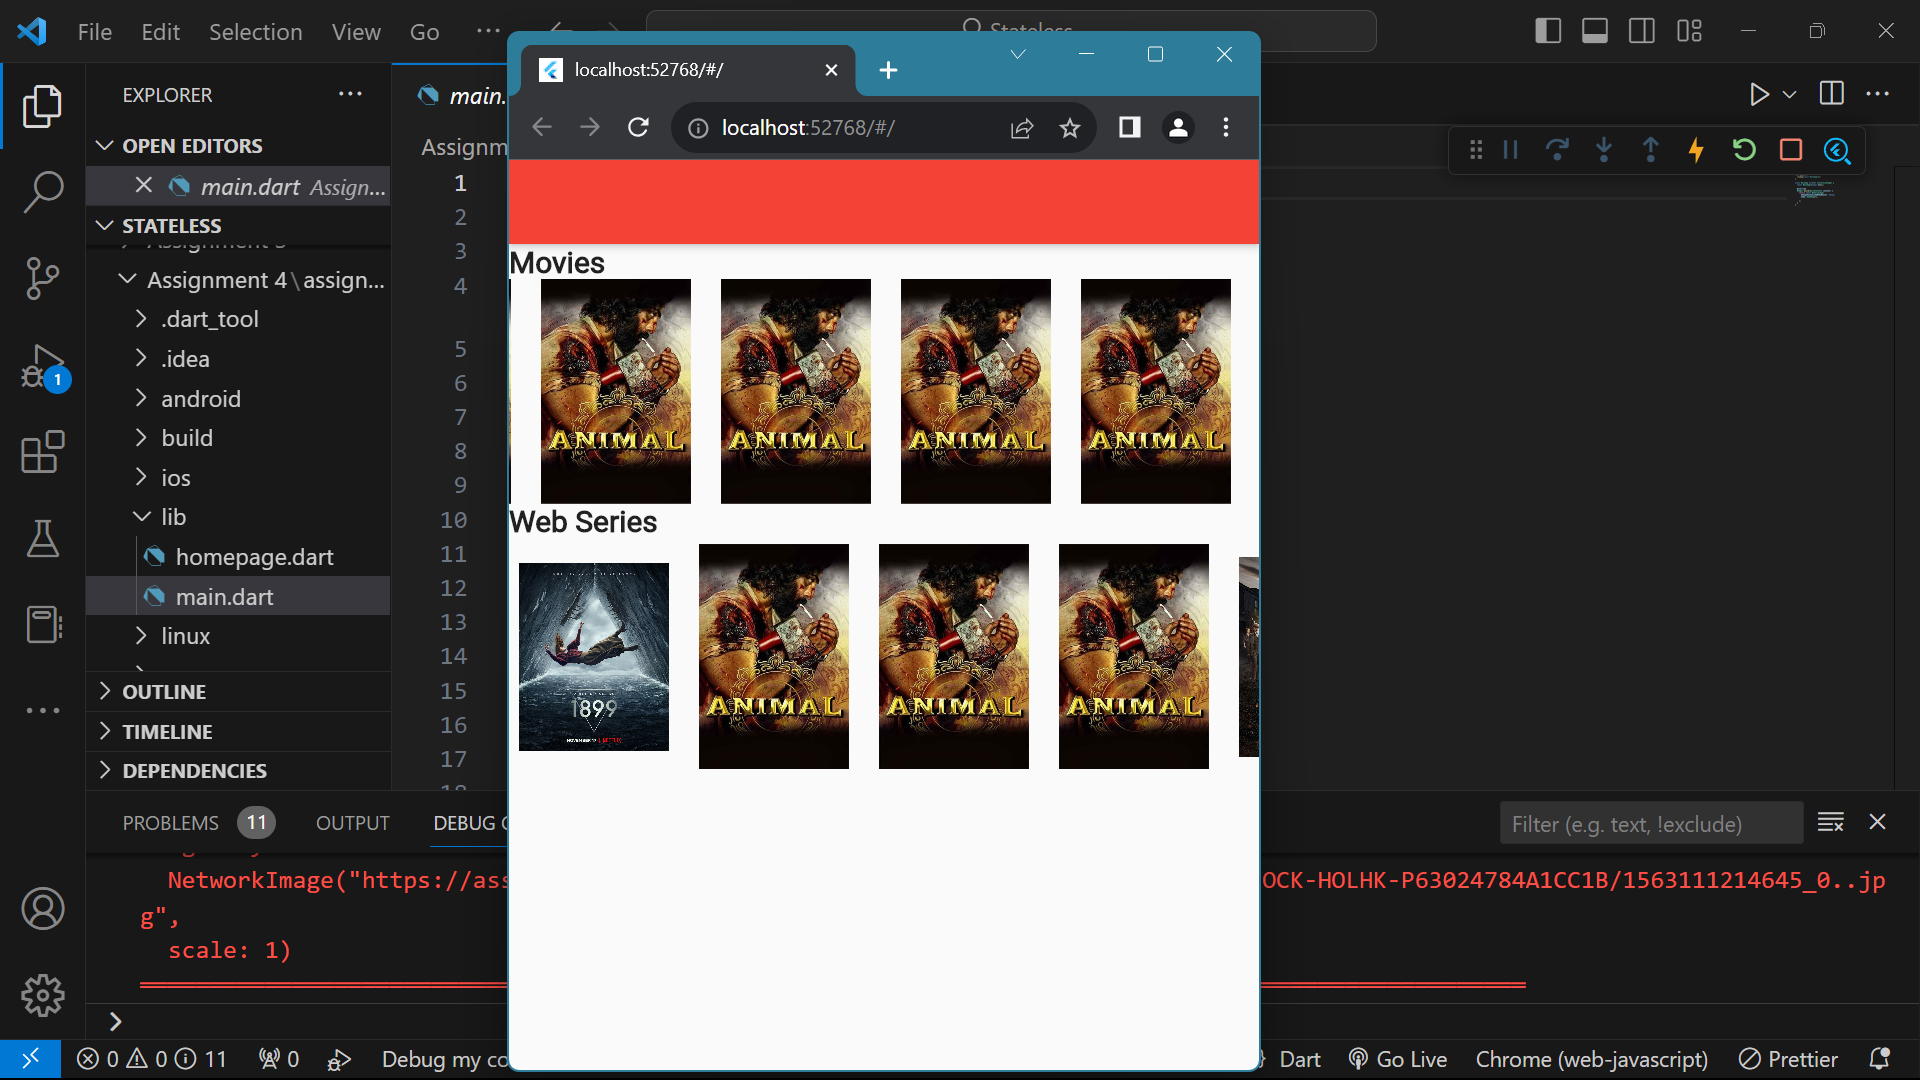 File Edit Selection View Go ···
localhost:52768/#/
localhost:52768/#/
EXPLORER
OPEN EDITORS
main.dart Assign...
STATELESS
Assignment 4\assign...
.dart_tool
.idea
android
build
ios
lib
homepage.dart
main.dart
linux
OUTLINE
TIMELINE
DEPENDENCIES
1
main.
Assignm
1
2
3
4
5
6
7
8
9
10
11
12
13
14
15
16
17
Movies
ANIMAL
ANIMAL
ANIMAL
ANIMAL
Web Series
1899
ANIMAL
ANIMAL
ANIMAL
PROBLEMS 11 OUTPUT DEBUG
Filter (e.g. text, !exclude)
NetworkImage("https://ass
OCK-HOLHK-P63024784A1CC1B/1563111214645_0..jp
g",
scale: 1)
0 0 11 0 Debug my co
Dart Go Live Chrome (web-javascript) Prettier